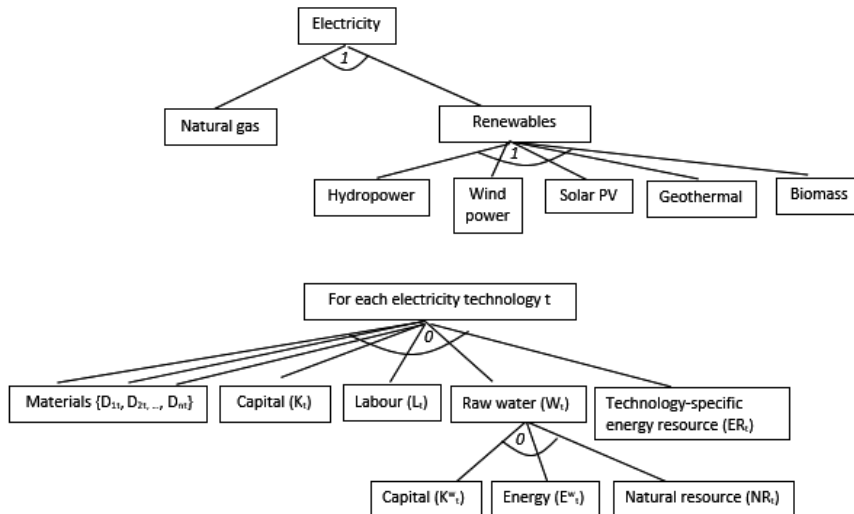 Electricity
1
Natural gas
Renewables
1
Hydropower
Wind
power
Solar PV
Geothermal
Biomass
For each electricity technology t
0
Materials {D₁ₜ, D₂ₜ, .., Dₙₜ}
Capital (Kₜ)
Labour (Lₜ)
Raw water (Wₜ)
Technology-specific
energy resource (ERₜ)
0
Capital (Kʷₜ)
Energy (Eʷₜ)
Natural resource (NRₜ)